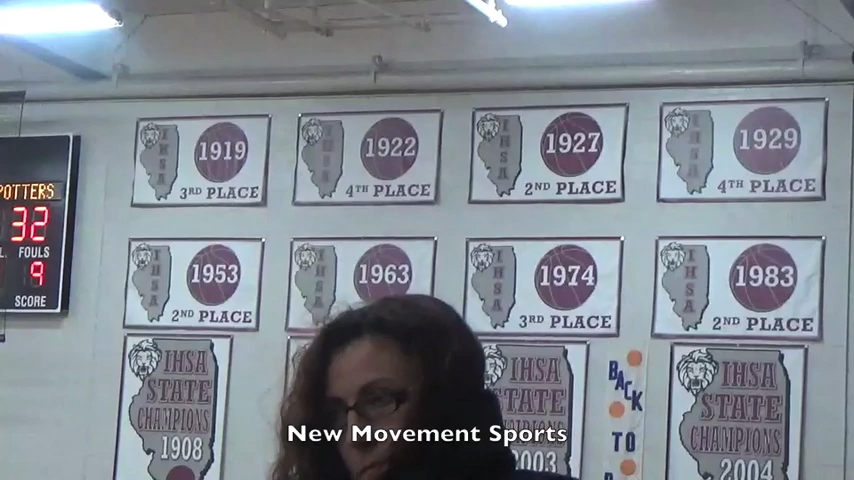 IHSA
1919
3RD PLACE
IHSA
1922
4TH PLACE
IHSA
1927
2ND PLACE
IHSA
1929
4TH PLACE
POTTERS
32
FOULS
9
SCORE
IHSA
1953
2ND PLACE
IHSA
1963
IHSA
1974
3RD PLACE
IHSA
1983
2ND PLACE
IHSA
STATE
CHAMPIONS
1908
IHSA
STATE
2003
BACK
TO
IHSA
STATE
CHAMPIONS
2004
New Movement Sports